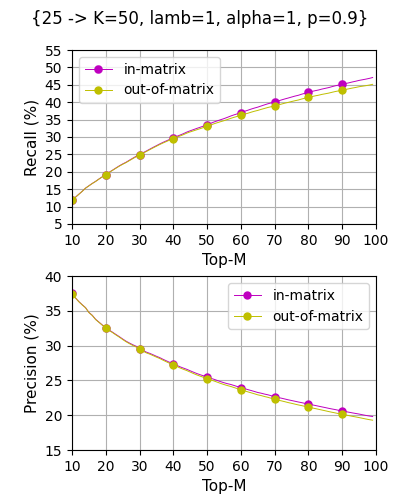 {25 -> K=50, lamb=1, alpha=1, p=0.9}
55
50
45
40
35
30
25
20
15
10
5
Recall (%)
in-matrix
out-of-matrix
10 20 30 40 50 60 70 80 90 100
Top-M
40
35
30
25
20
15
Precision (%)
in-matrix
out-of-matrix
10 20 30 40 50 60 70 80 90 100
Top-M